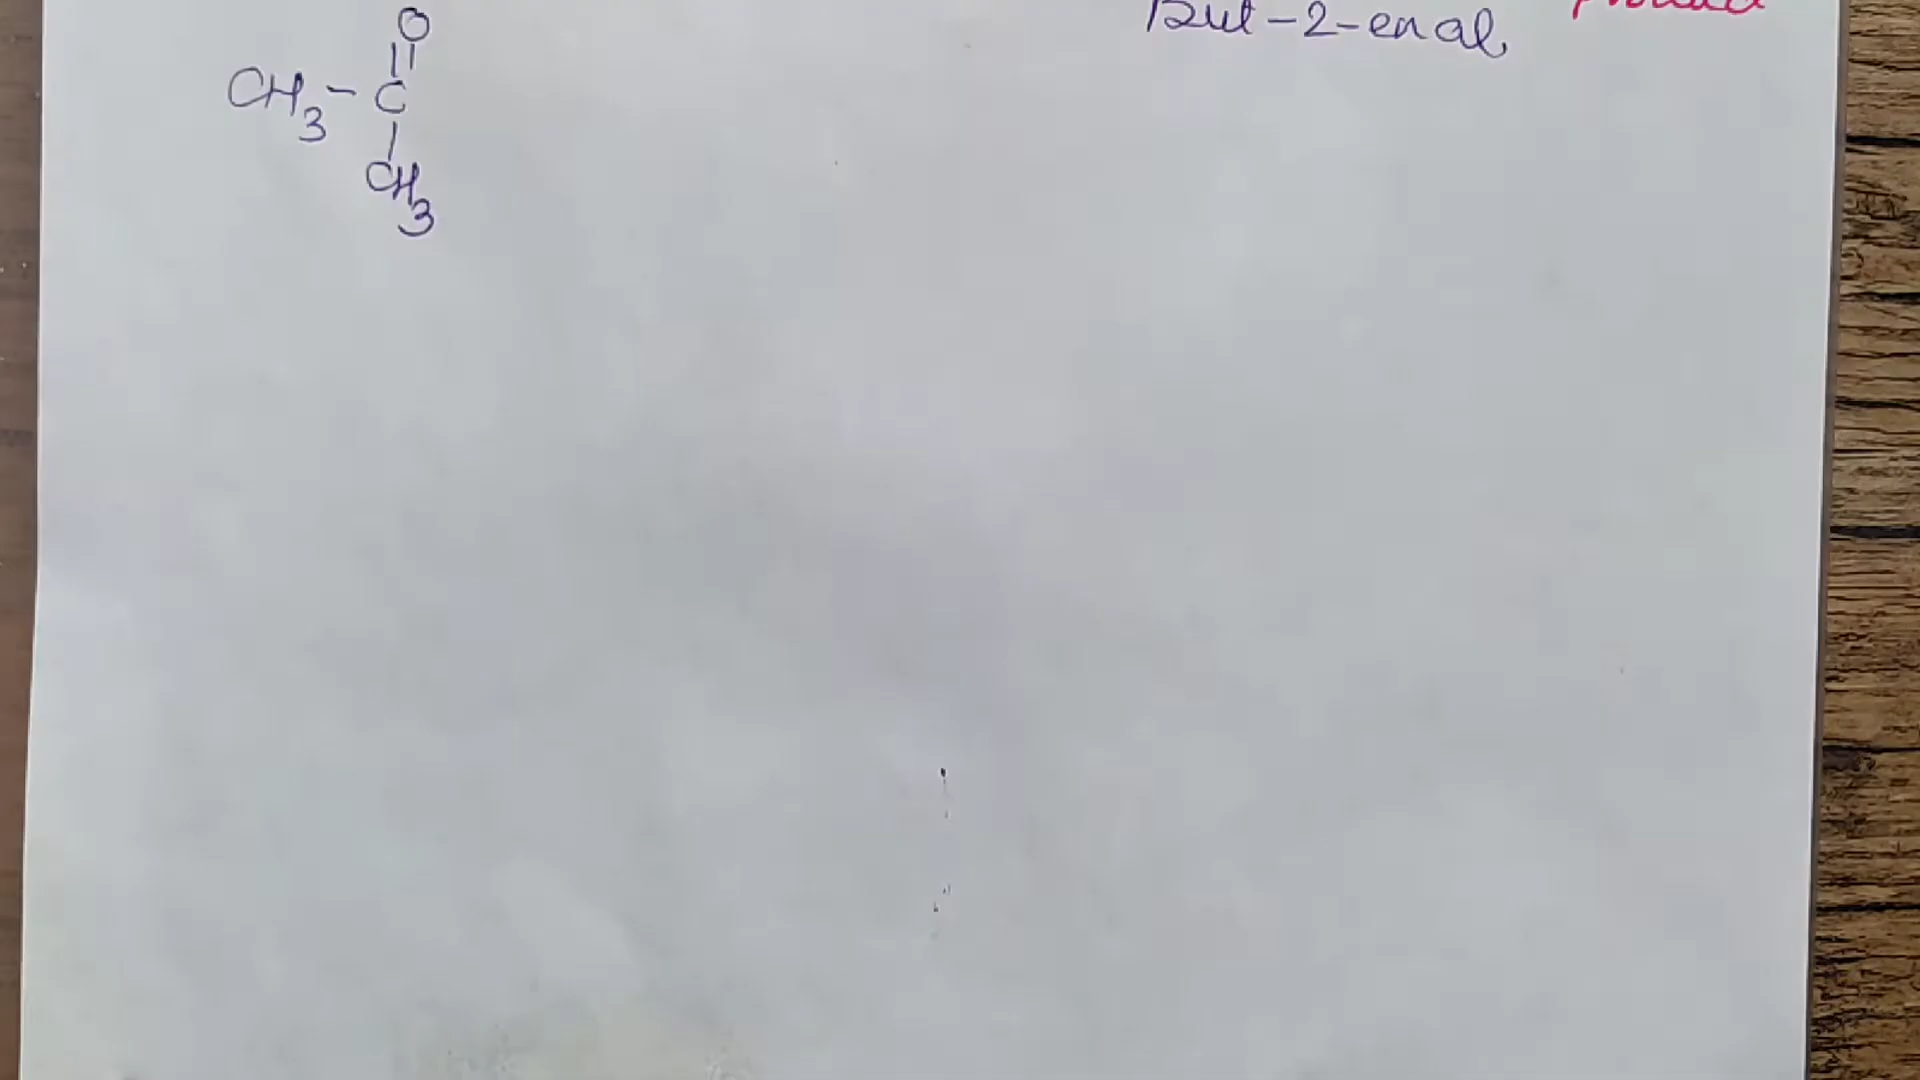 But-2-enal
O
||
CH3 - C
|
CH3